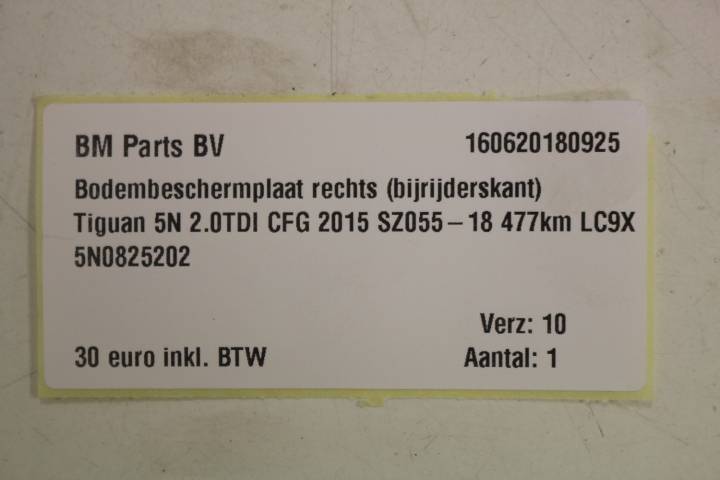 BM Parts BV 160620180925
Bodembeschermplaat rechts (bijrijderskant)
Tiguan 5N 2.0TDI CFG 2015 SZ055 – 18 477km LC9X
5N0825202
Verz: 10
30 euro inkl. BTW Aantal: 1